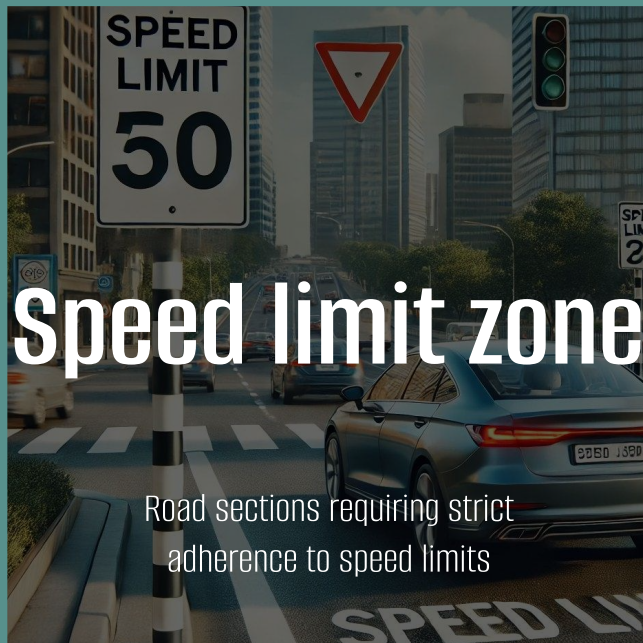 SPEED
LIMIT
50
Speed limit zone
Road sections requiring strict
adherence to speed limits
SPEED